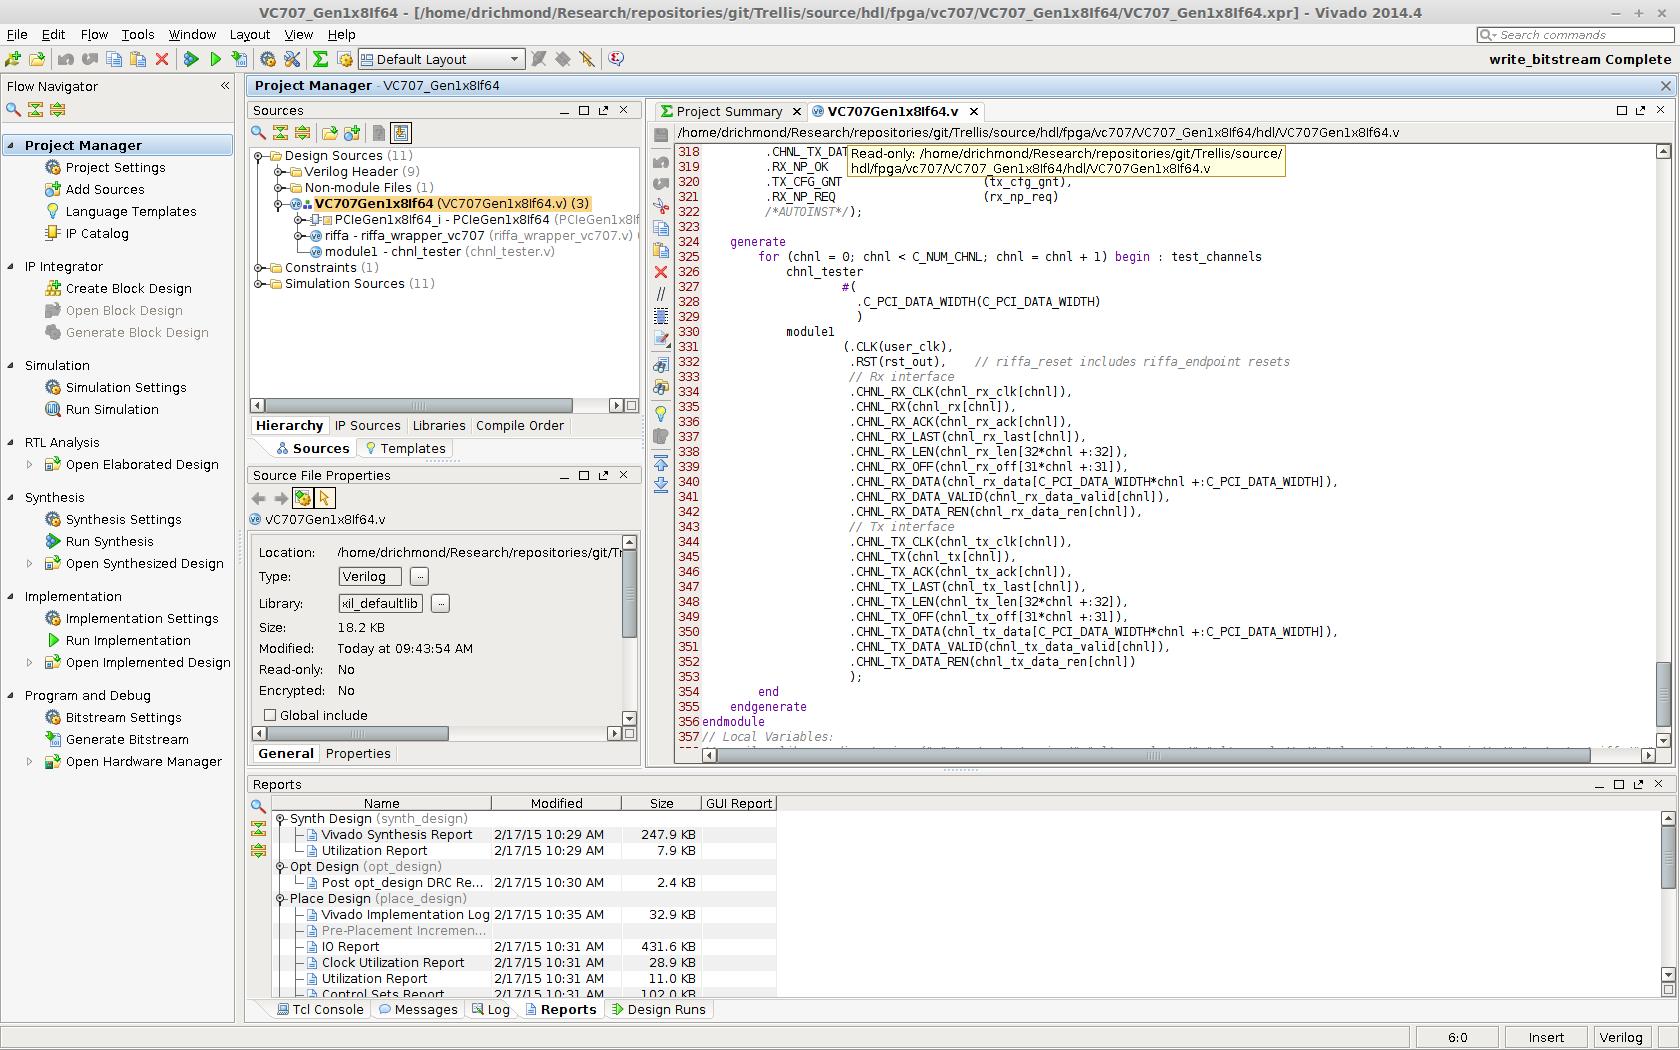 VC707_Gen1x8If64 - [/home/drichmond/Research/repositories/git/Trellis/source/hdl/fpga/vc707/VC707_Gen1x8If64/VC707_Gen1x8If64.xpr] - Vivado 2014.4
File Edit Flow Tools Window Layout View Help
Search commands
Default Layout
write_bitstream Complete
Flow Navigator
Project Manager
Project Settings
Add Sources
Language Templates
IP Catalog
IP Integrator
Create Block Design
Open Block Design
Generate Block Design
Simulation
Simulation Settings
Run Simulation
RTL Analysis
Open Elaborated Design
Synthesis
Synthesis Settings
Run Synthesis
Open Synthesized Design
Implementation
Implementation Settings
Run Implementation
Open Implemented Design
Program and Debug
Bitstream Settings
Generate Bitstream
Open Hardware Manager
Project Manager - VC707_Gen1x8If64
Sources
Design Sources (11)
Verilog Header (9)
Non-module Files (1)
VC707Gen1x8If64 (VC707Gen1x8If64.v) (3)
PCIeGen1x8If64_i - PCIeGen1x8If64 (PCIeGen1x8If
riffa - riffa_wrapper_vc707 (riffa_wrapper_vc707.v)
module1 - chnl_tester (chnl_tester.v)
Constraints (1)
Simulation Sources (11)
Hierarchy IP Sources Libraries Compile Order
Sources Templates
Source File Properties
VC707Gen1x8If64.v
Location: /home/drichmond/Research/repositories/git/Tr
Type: Verilog ...
Library: xil_defaultlib ...
Size: 18.2 KB
Modified: Today at 09:43:54 AM
Read-only: No
Encrypted: No
Global include
General Properties
Project Summary VC707Gen1x8If64.v
/home/drichmond/Research/repositories/git/Trellis/source/hdl/fpga/vc707/VC707_Gen1x8If64/hdl/VC707Gen1x8If64.v
Read-only: /home/drichmond/Research/repositories/git/Trellis/source/
hdl/fpga/vc707/VC707_Gen1x8If64/hdl/VC707Gen1x8If64.v
318 .CHNL_TX_DAT
319 .RX_NP_OK
320 .TX_CFG_GNT (tx_cfg_gnt),
321 .RX_NP_REQ (rx_np_req)
322 /*AUTOINST*/);
323
324 generate
325 for (chnl = 0; chnl < C_NUM_CHNL; chnl = chnl + 1) begin : test_channels
326 chnl_tester
327 #(
328 .C_PCI_DATA_WIDTH(C_PCI_DATA_WIDTH)
329 )
330 module1
331 (.CLK(user_clk),
332 .RST(rst_out), // riffa_reset includes riffa_endpoint resets
333 // Rx interface
334 .CHNL_RX_CLK(chnl_rx_clk[chnl]),
335 .CHNL_RX(chnl_rx[chnl]),
336 .CHNL_RX_ACK(chnl_rx_ack[chnl]),
337 .CHNL_RX_LAST(chnl_rx_last[chnl]),
338 .CHNL_RX_LEN(chnl_rx_len[32*chnl +:32]),
339 .CHNL_RX_OFF(chnl_rx_off[31*chnl +:31]),
340 .CHNL_RX_DATA(chnl_rx_data[C_PCI_DATA_WIDTH*chnl +:C_PCI_DATA_WIDTH]),
341 .CHNL_RX_DATA_VALID(chnl_rx_data_valid[chnl]),
342 .CHNL_RX_DATA_REN(chnl_rx_data_ren[chnl]),
343 // Tx interface
344 .CHNL_TX_CLK(chnl_tx_clk[chnl]),
345 .CHNL_TX(chnl_tx[chnl]),
346 .CHNL_TX_ACK(chnl_tx_ack[chnl]),
347 .CHNL_TX_LAST(chnl_tx_last[chnl]),
348 .CHNL_TX_LEN(chnl_tx_len[32*chnl +:32]),
349 .CHNL_TX_OFF(chnl_tx_off[31*chnl +:31]),
350 .CHNL_TX_DATA(chnl_tx_data[C_PCI_DATA_WIDTH*chnl +:C_PCI_DATA_WIDTH]),
351 .CHNL_TX_DATA_VALID(chnl_tx_data_valid[chnl]),
352 .CHNL_TX_DATA_REN(chnl_tx_data_ren[chnl])
353 );
354 end
355 endgenerate
356 endmodule
357 // Local Variables:
Reports
Name Modified Size GUI Report
Synth Design (synth_design)
Vivado Synthesis Report 2/17/15 10:29 AM 247.9 KB
Utilization Report 2/17/15 10:29 AM 7.9 KB
Opt Design (opt_design)
Post opt_design DRC Re... 2/17/15 10:30 AM 2.4 KB
Place Design (place_design)
Vivado Implementation Log 2/17/15 10:35 AM 32.9 KB
Pre-Placement Incremen...
IO Report 2/17/15 10:31 AM 431.6 KB
Clock Utilization Report 2/17/15 10:31 AM 28.9 KB
Utilization Report 2/17/15 10:31 AM 11.0 KB
Control Sets Report 2/17/15 10:31 AM 102.0 KB
Tcl Console Messages Log Reports Design Runs
6:0 Insert Verilog